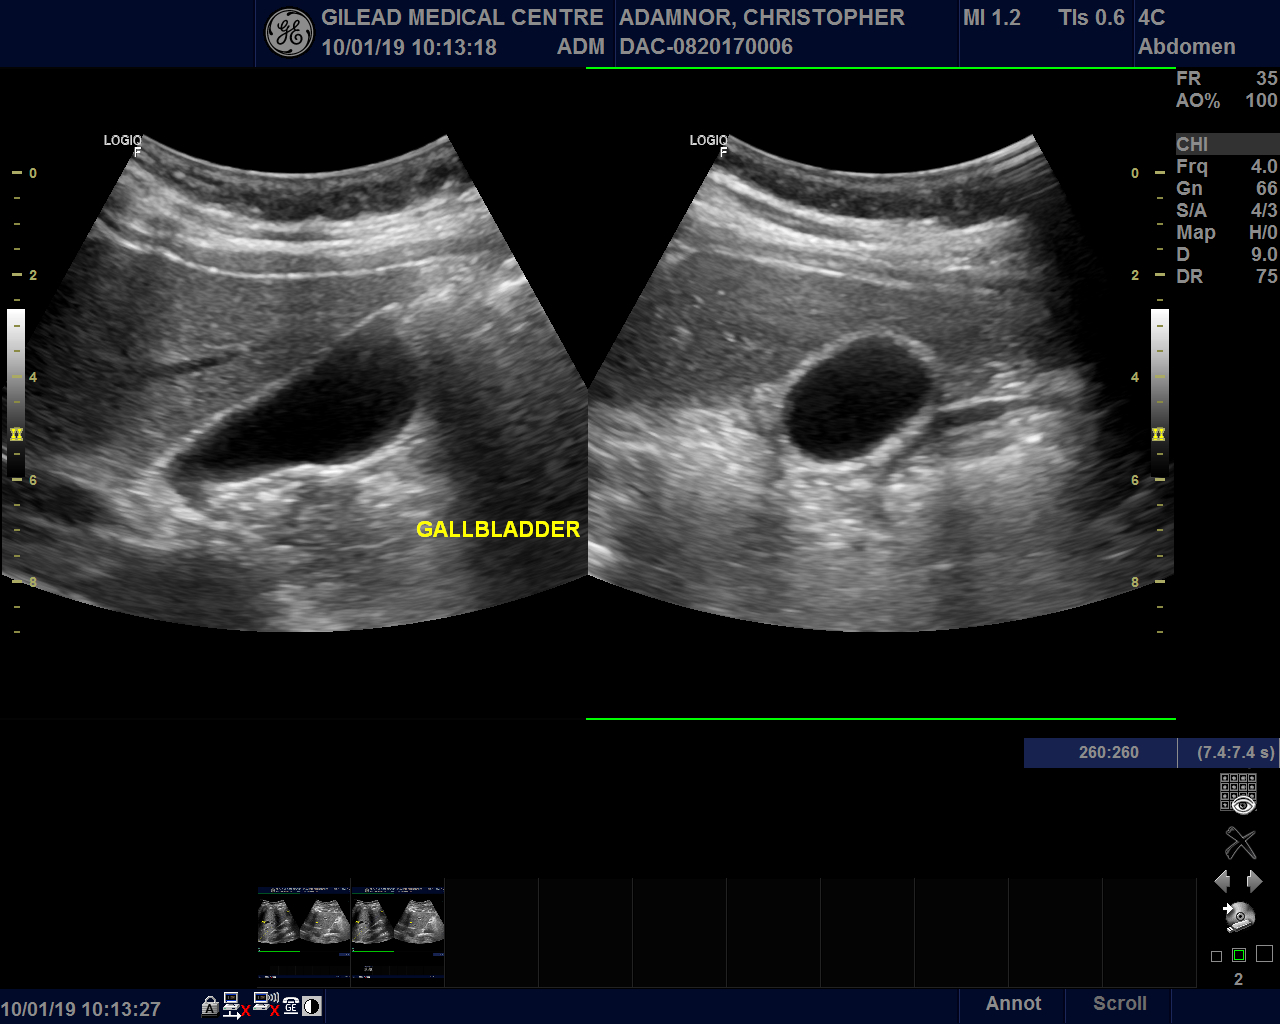 GILEAD MEDICAL CENTRE
10/01/19 10:13:18 ADM
ADAMNOR, CHRISTOPHER
DAC-0820170006
MI 1.2 TIs 0.6
4C
Abdomen
FR 35
AO% 100
CHI
Frq 4.0
Gn 66
S/A 4/3
Map H/0
D 9.0
DR 75
LOGIQ
F
LOGIQ
F
0
2
4
6
8
0
2
4
6
8
GALLBLADDER
260:260 (7.4:7.4 s)
2
10/01/19 10:13:27
Annot
Scroll